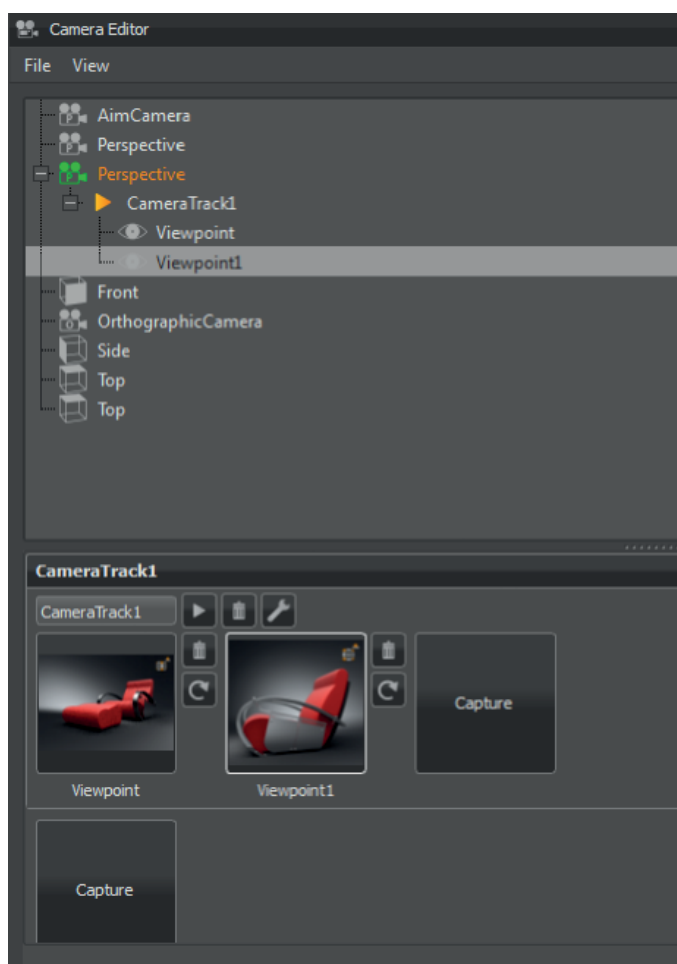 Camera Editor
File View
AimCamera
Perspective
Perspective
CameraTrack1
Viewpoint
Viewpoint1
Front
OrthographicCamera
Side
Top
Top
CameraTrack1
CameraTrack1
Capture
Viewpoint Viewpoint1
Capture